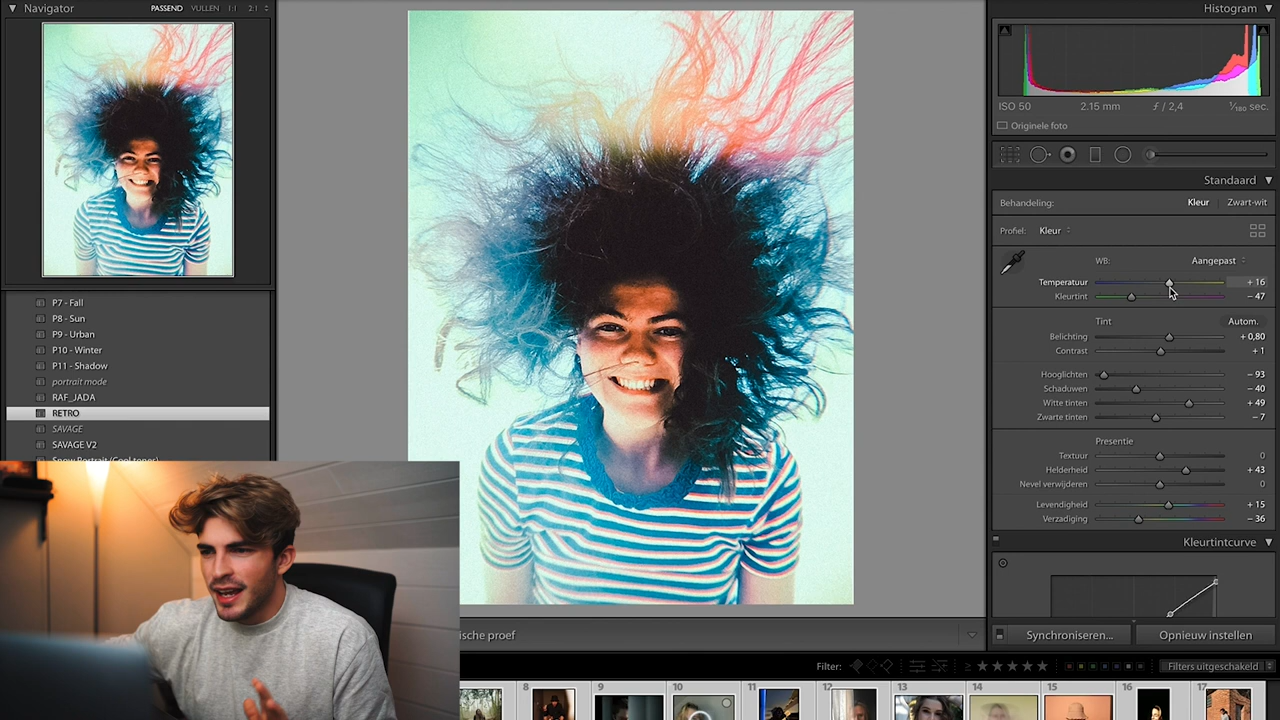 Navigator PASSEND VULLEN 1:1 2:1
P7 - Fall
P8 - Sun
P9 - Urban
P10 - Winter
P11 - Shadow
portrait mode
RAF_JADA
RETRO
SAVAGE
SAVAGE V2
Snow Portrait (Cool tones)
Histogram
ISO 50 2.15 mm ƒ / 2,4 1/180 sec.
Originele foto
Standaard
Behandeling: Kleur Zwart-wit
Profiel: Kleur
WB: Aangepast
Temperatuur + 16
Kleurtint − 47
Tint Autom.
Belichting + 0,80
Contrast + 1
Hooglichten − 93
Schaduwen − 40
Witte tinten + 49
Zwarte tinten − 7
Presentie
Textuur 0
Helderheid + 43
Nevel verwijderen 0
Levendigheid + 15
Verzadiging − 36
Kleurtintcurve
ische proef
Synchroniseren... Opnieuw instellen
Filter: ≥ ★★★★★ Filters uitgeschakeld
8 9 10 11 12 13 14 15 16 17